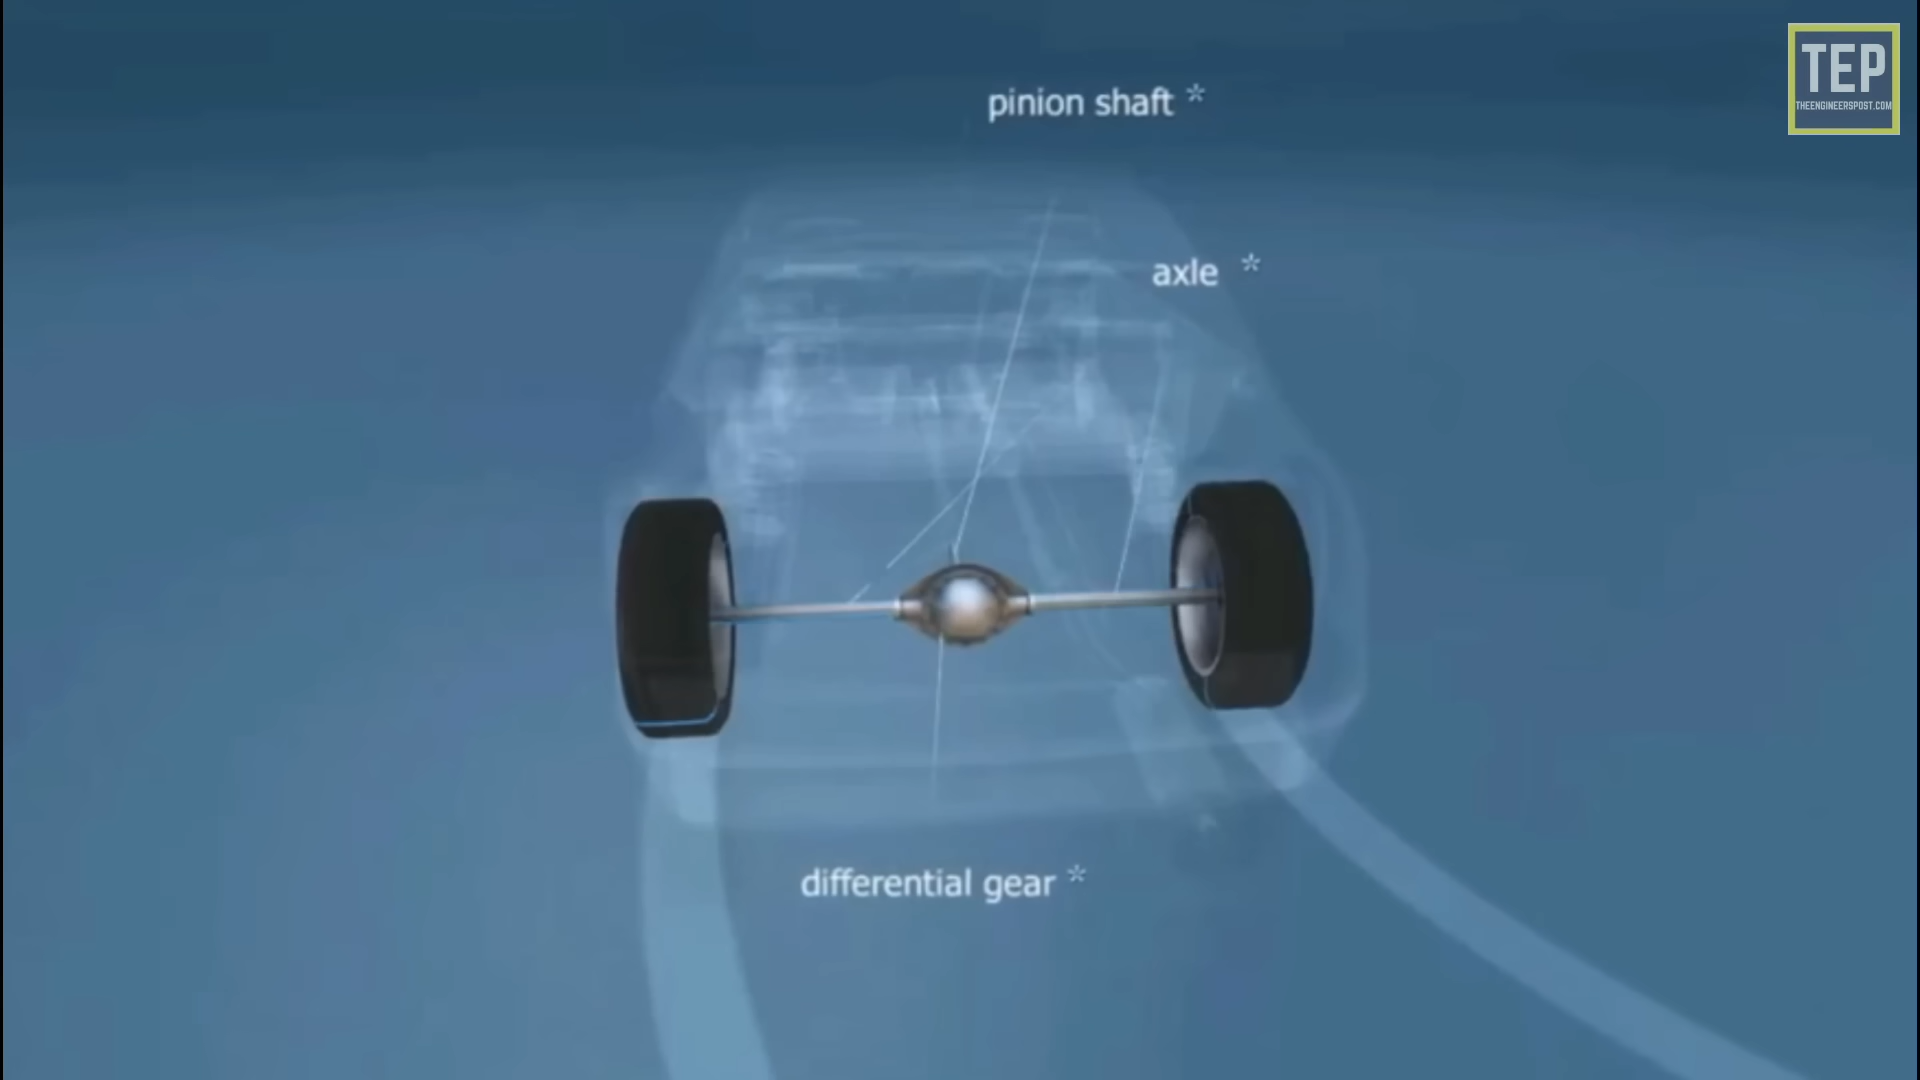 TEP
THEENGINEERSPOST.COM
pinion shaft *
axle *
differential gear *